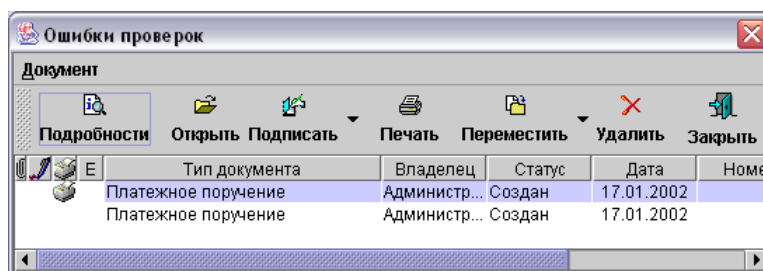 Ошибки проверок
Документ
Подробности Открыть Подписать Печать Переместить Удалить Закрыть
E Тип документа Владелец Статус Дата Номе
Платежное поручение Администр... Создан 17.01.2002
Платежное поручение Администр... Создан 17.01.2002